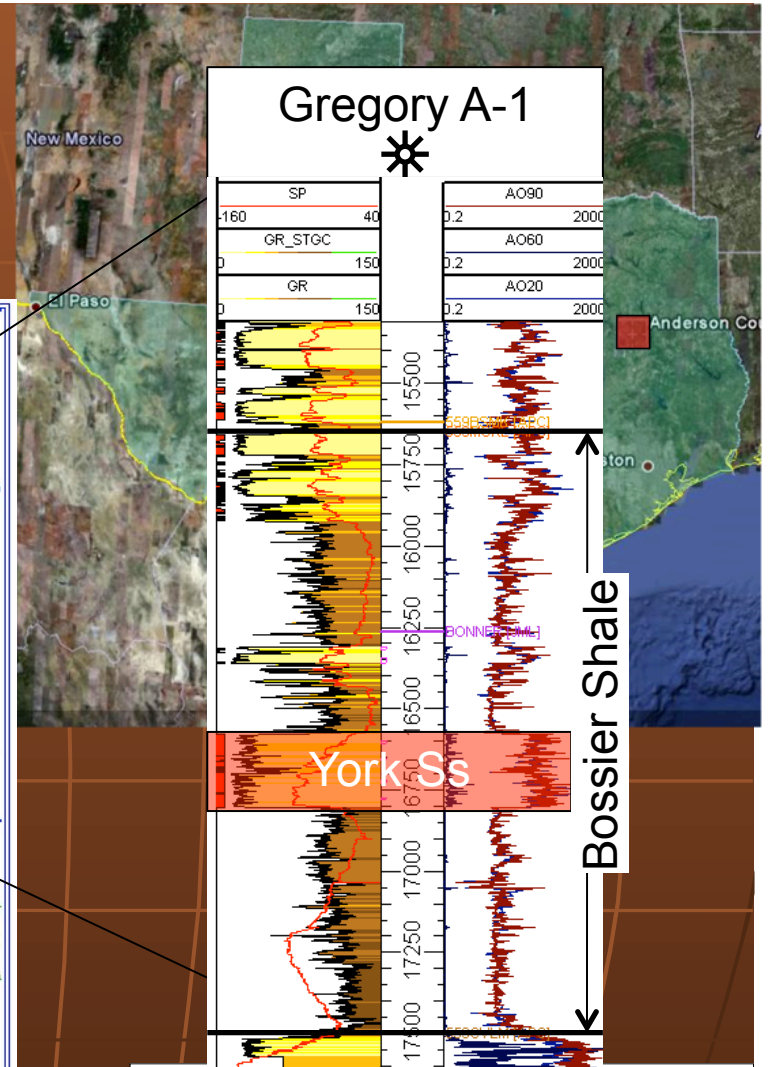 Gregory A-1
New Mexico
El Paso
Anderson Cou
ston
SP
-160 40
GR_STGC
0 150
GR
0 150
AO90
0.2 2000
AO60
0.2 2000
AO20
0.2 2000
15500
15750
16000
16250
BONNER [JML]
16500
York Ss
16750
17000
17250
17500
Bossier Shale